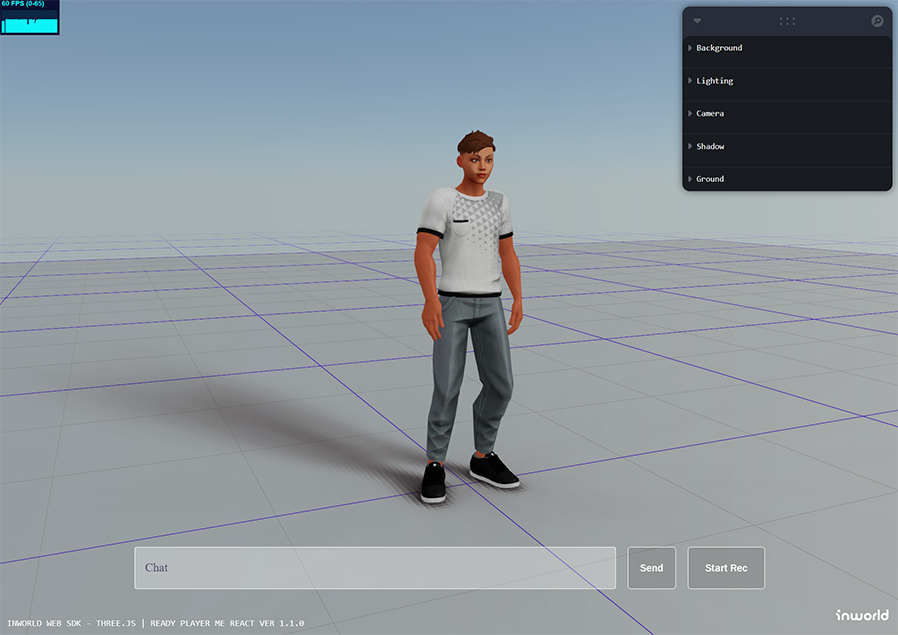 60 FPS (0-65)
Background
Lighting
Camera
Shadow
Ground
Chat
Send
Start Rec
INWORLD WEB SDK - THREE.JS | READY PLAYER ME REACT VER 1.1.0
inworld